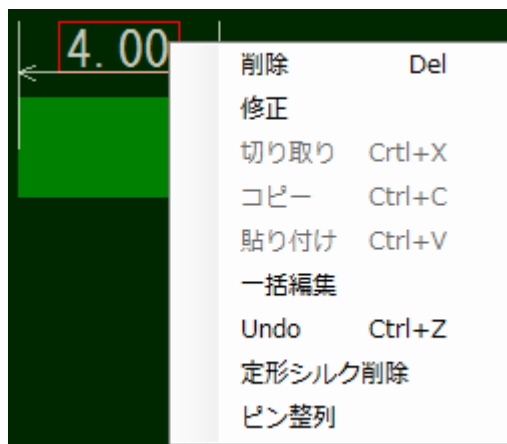 4.00
削除 Del
修正
切り取り Crtl+X
コピー Ctrl+C
貼り付け Ctrl+V
一括編集
Undo Ctrl+Z
定形シルク削除
ピン整列